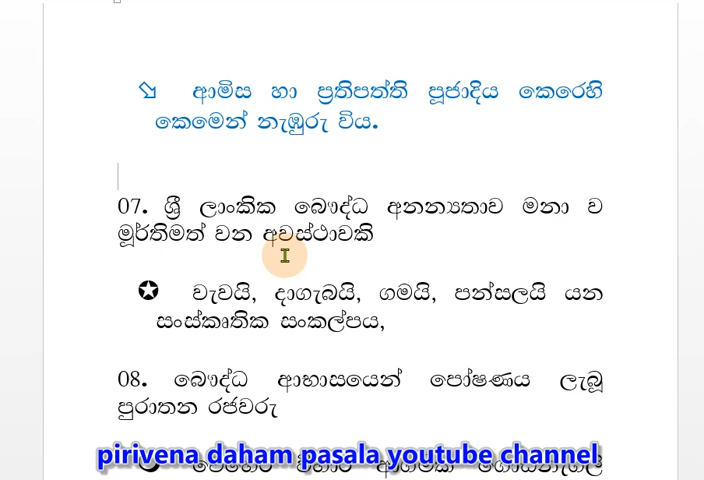 ආමිස හා ප්‍රතිපත්ති පූජාදිය කෙරෙහි
කෙමෙන් නැඹුරු විය.
07. ශ්‍රී ලාංකික බෞද්ධ අනන්‍යතාව මනා ව
මූර්තිමත් වන අවස්ථාවකි
වැවයි, දාගැබයි, ගමයි, පන්සලයි යන
සංස්කෘතික සංකල්පය,
08. බෞද්ධ ආභාසයෙන් පෝෂණය ලැබූ
පුරාතන රජවරු
pirivena daham pasala youtube channel